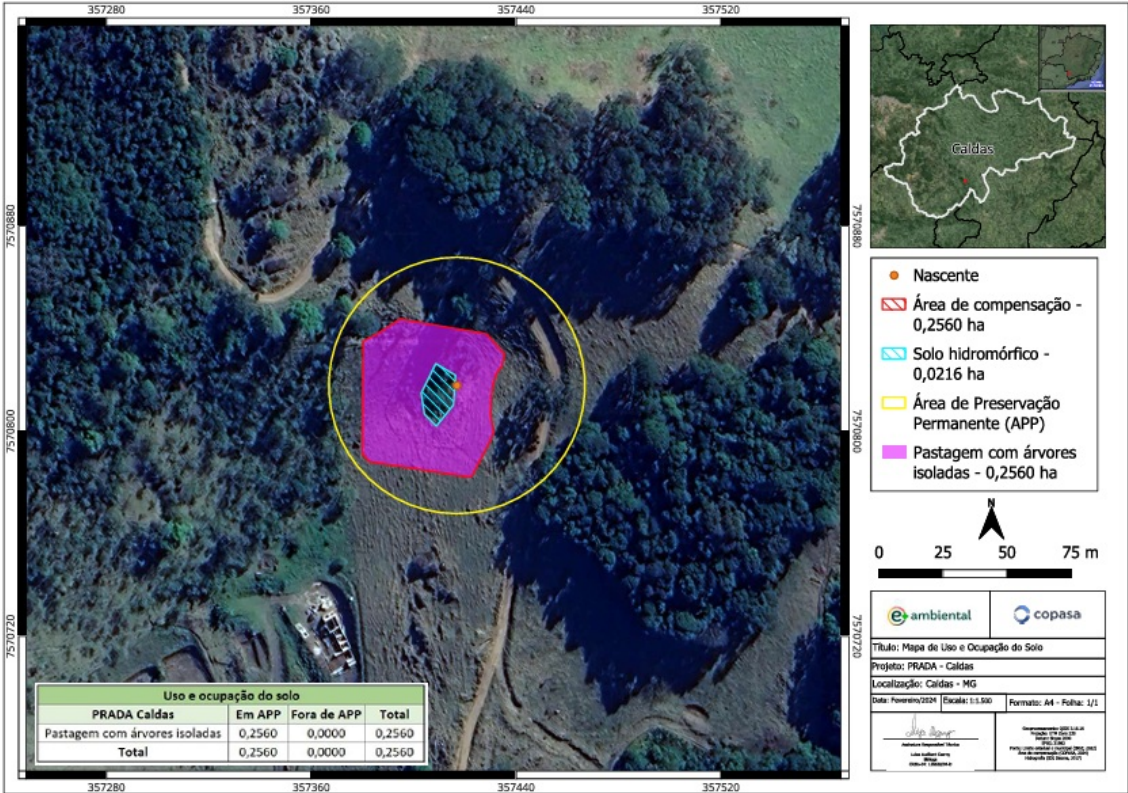 357280
357360
357440
357520
7570880
7570880
7570800
7570800
7570720
7570720
357280
357360
357440
357520
Caldas
Nascente
Área de compensação -
0,2560 ha
Solo hidromórfico -
0,0216 ha
Área de Preservação
Permanente (APP)
Pastagem com árvores
isoladas - 0,2560 ha
N
0 25 50 75 m
e ambiental
copasa
Título: Mapa de Uso e Ocupação do Solo
Projeto: PRADA - Caldas
Localização: Caldas - MG
Data: Fevereiro/2024 Escala: 1:1.500 Formato: A4 - Folha: 1/1
Assinatura Responsável Técnico
Uso e ocupação do solo
PRADA Caldas Em APP Fora de APP Total
Pastagem com árvores isoladas 0,2560 0,0000 0,2560
Total 0,2560 0,0000 0,2560